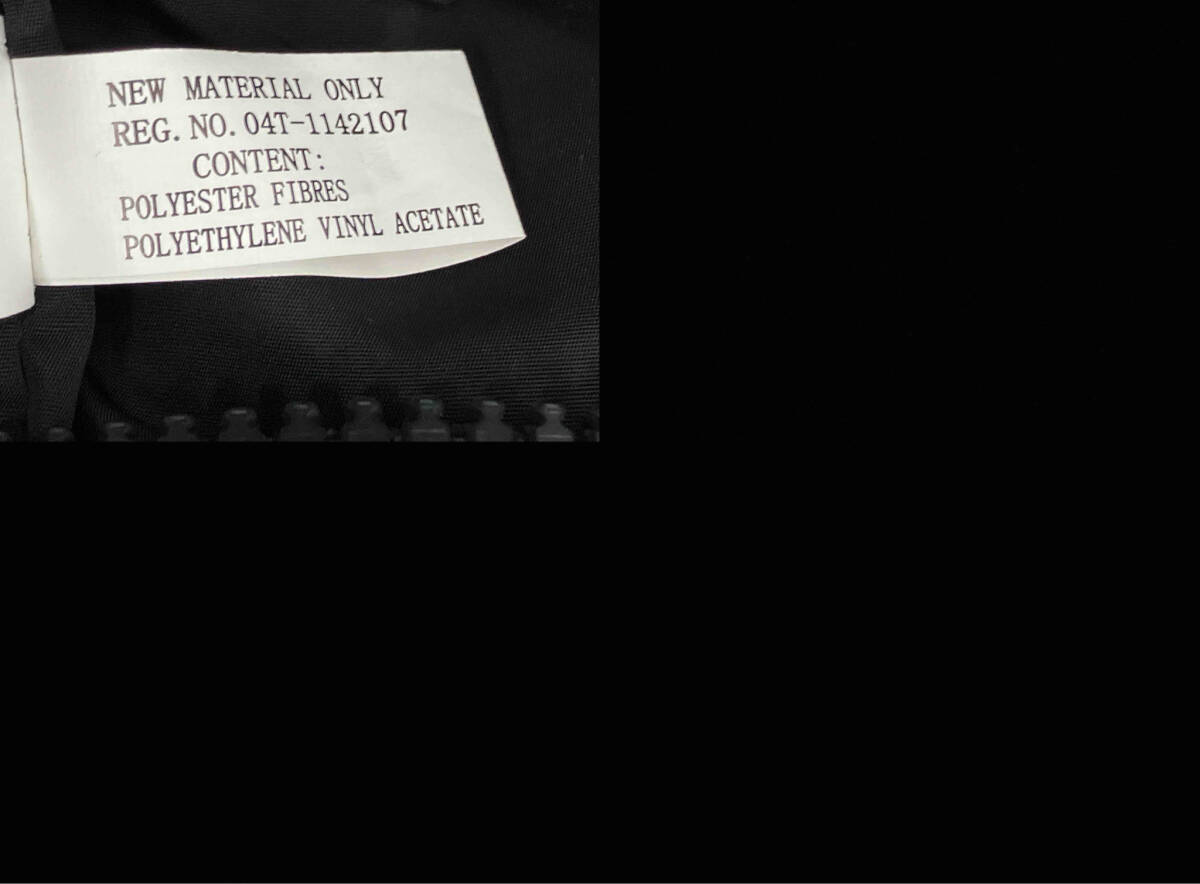 NEW MATERIAL ONLY
REG. NO. 04T-1142107
CONTENT:
POLYESTER FIBRES
POLYETHYLENE VINYL ACETATE